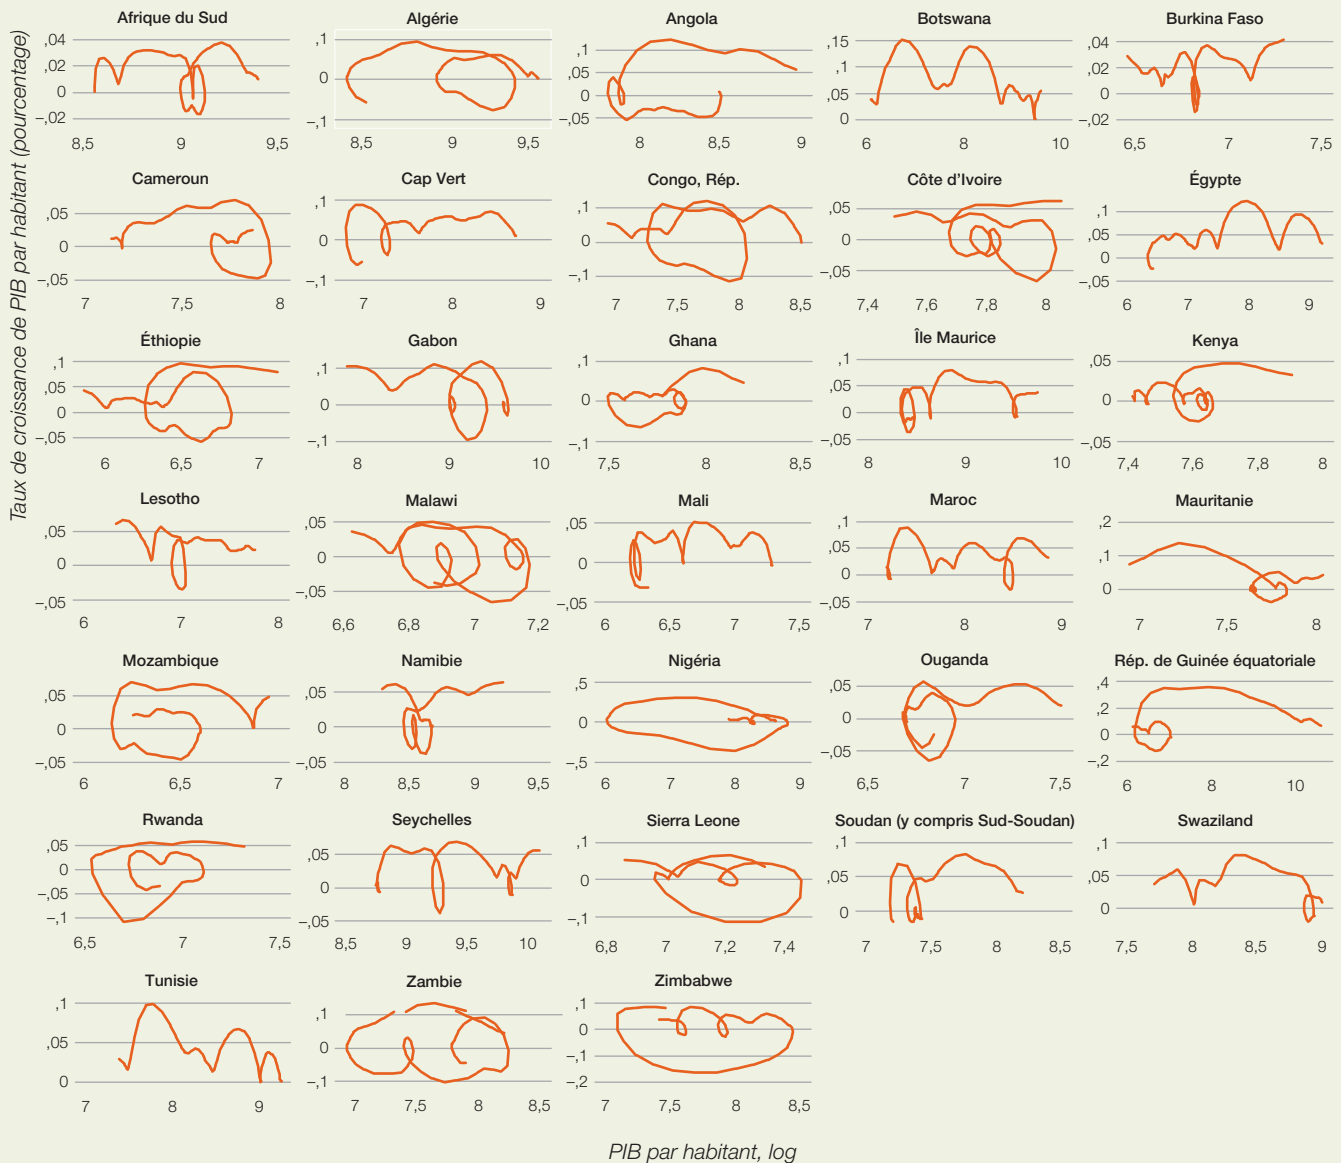 Taux de croissance de PIB par habitant (pourcentage)
Afrique du Sud
,04
,02
0
–,02
8,5 9 9,5
Algérie
,1
0
–,1
8,5 9 9,5
Angola
,1
,05
0
–,05
8 8,5 9
Botswana
,15
,10
,05
0
6 8 10
Burkina Faso
,04
,02
0
–,02
6,5 7 7,5
Cameroun
,05
0
–,05
7 7,5 8
Cap Vert
,1
0
–,1
7 8 9
Congo, Rép.
,1
0
–,1
7 7,5 8 8,5
Côte d'Ivoire
,05
0
–,05
7,4 7,6 7,8 8
Égypte
,1
,05
0
–,05
6 7 8 9
Éthiopie
,1
,05
0
–,05
6 6,5 7
Gabon
,1
0
–,1
8 9 10
Ghana
,1
0
–,1
7,5 8 8,5
Île Maurice
,1
,05
0
–,05
8 9 10
Kenya
,05
0
–,05
7,4 7,6 7,8 8
Lesotho
,05
0
–,05
6 7 8
Malawi
,05
0
–,05
6,6 6,8 7 7,2
Mali
,05
0
–,05
6 6,5 7 7,5
Maroc
,1
,05
0
–,05
7 8 9
Mauritanie
,2
,1
0
7 7,5 8
Mozambique
,05
0
–,05
6 6,5 7
Namibie
,05
0
–,05
8 8,5 9 9,5
Nigéria
,5
0
–,5
6 7 8 9
Ouganda
,05
0
–,05
6,5 7 7,5
Rép. de Guinée équatoriale
,4
,2
0
–,2
6 8 10
Rwanda
,05
0
–,05
–,1
6,5 7 7,5
Seychelles
,05
0
–,05
8,5 9 9,5 10
Sierra Leone
,1
0
–,1
6,8 7 7,2 7,4
Soudan (y compris Sud-Soudan)
,1
,05
0
7 7,5 8 8,5
Swaziland
,1
,05
0
7,5 8 8,5 9
Tunisie
,1
,05
0
7 8 9
Zambie
,1
0
–,1
7 7,5 8 8,5
Zimbabwe
,1
0
–,1
–,2
7 7,5 8 8,5
PIB par habitant, log